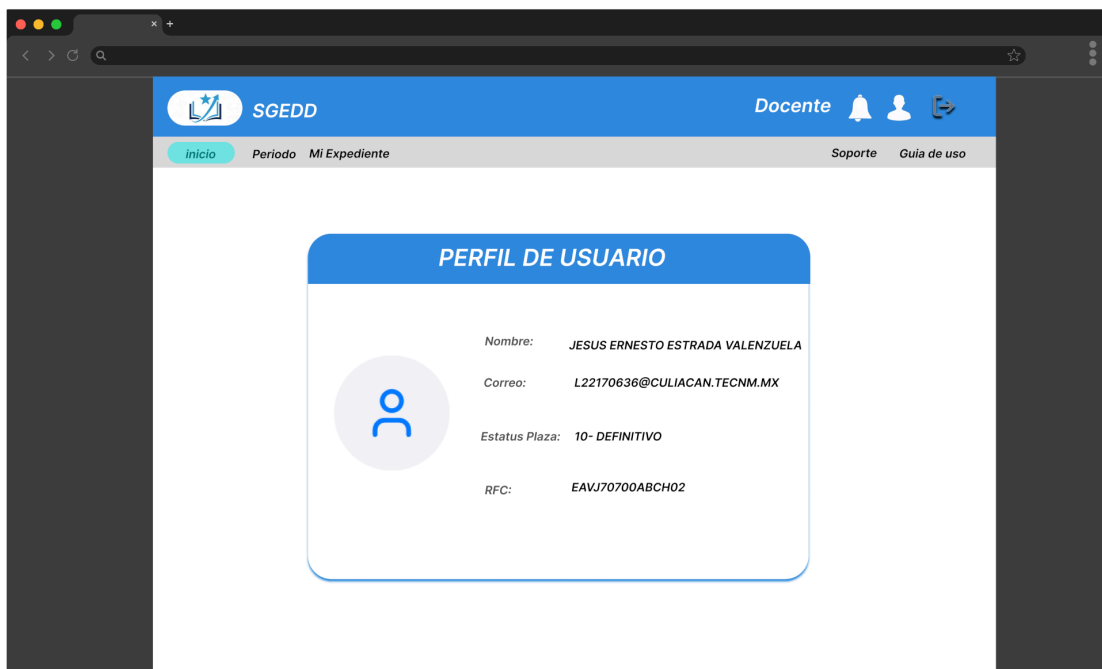 SGEDD Docente
inicio Periodo Mi Expediente Soporte Guia de uso
PERFIL DE USUARIO
Nombre: JESUS ERNESTO ESTRADA VALENZUELA
Correo: L22170636@CULIACAN.TECNM.MX
Estatus Plaza: 10- DEFINITIVO
RFC: EAVJ70700ABCH02